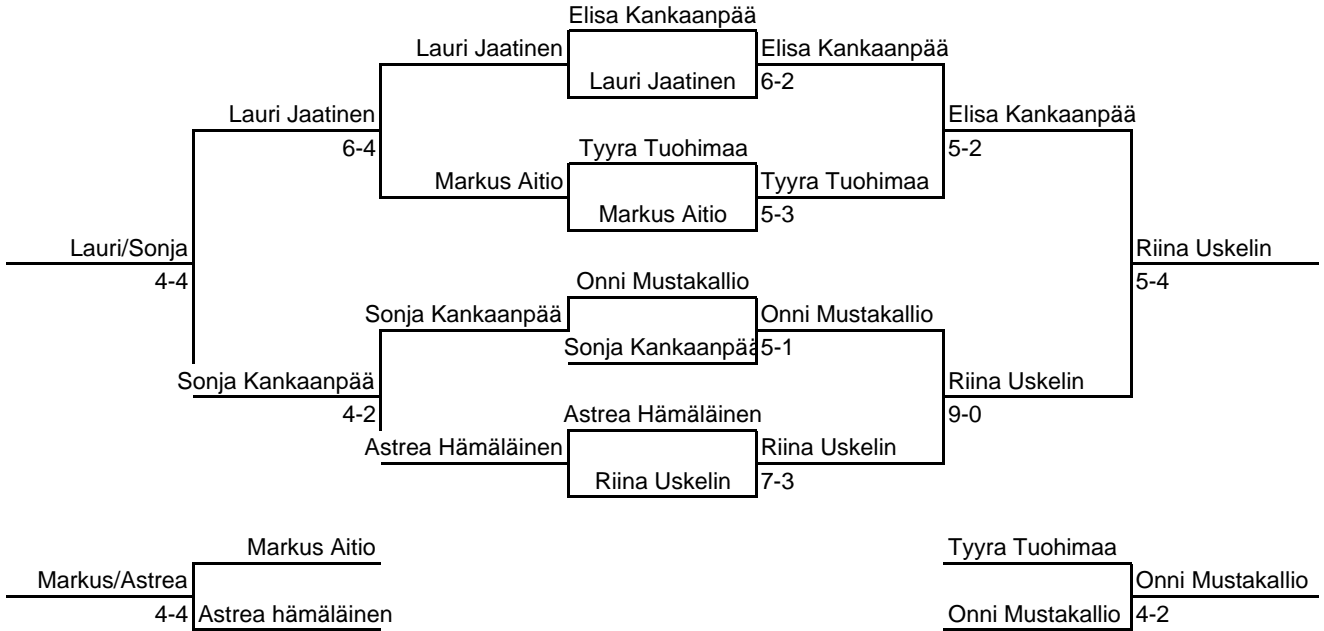 Elisa Kankaanpää
Lauri Jaatinen Elisa Kankaanpää
Lauri Jaatinen 6-2
Lauri Jaatinen Elisa Kankaanpää
6-4 Tyyra Tuohimaa 5-2
Markus Aitio Tyyra Tuohimaa
Markus Aitio 5-3
Lauri/Sonja Riina Uskelin
4-4 Onni Mustakallio 5-4
Sonja Kankaanpää Onni Mustakallio
Sonja Kankaanpää 5-1
Sonja Kankaanpää Riina Uskelin
4-2 Astrea Hämäläinen 9-0
Astrea Hämäläinen Riina Uskelin
Riina Uskelin 7-3
Markus Aitio Tyyra Tuohimaa
Markus/Astrea Onni Mustakallio
4-4 Astrea hämäläinen Onni Mustakallio 4-2